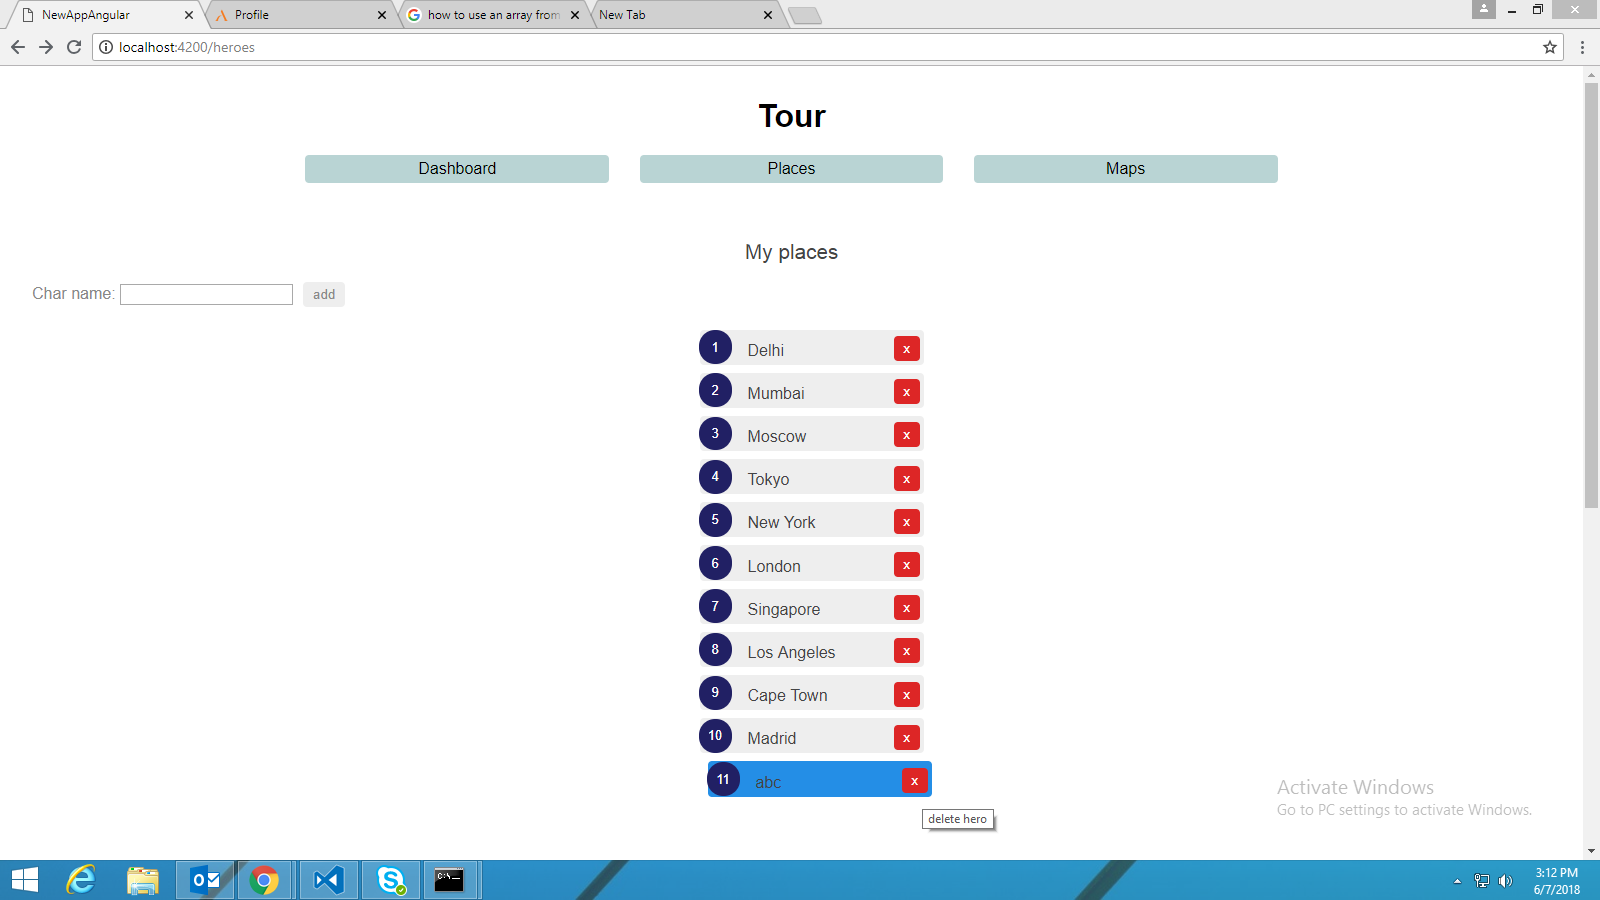 NewAppAngular
Profile
how to use an array from
New Tab
localhost:4200/heroes
Tour
Dashboard
Places
Maps
My places
Char name:
add
1 Delhi x
2 Mumbai x
3 Moscow x
4 Tokyo x
5 New York x
6 London x
7 Singapore x
8 Los Angeles x
9 Cape Town x
10 Madrid x
11 abc x
delete hero
Activate Windows
Go to PC settings to activate Windows.
3:12 PM
6/7/2018